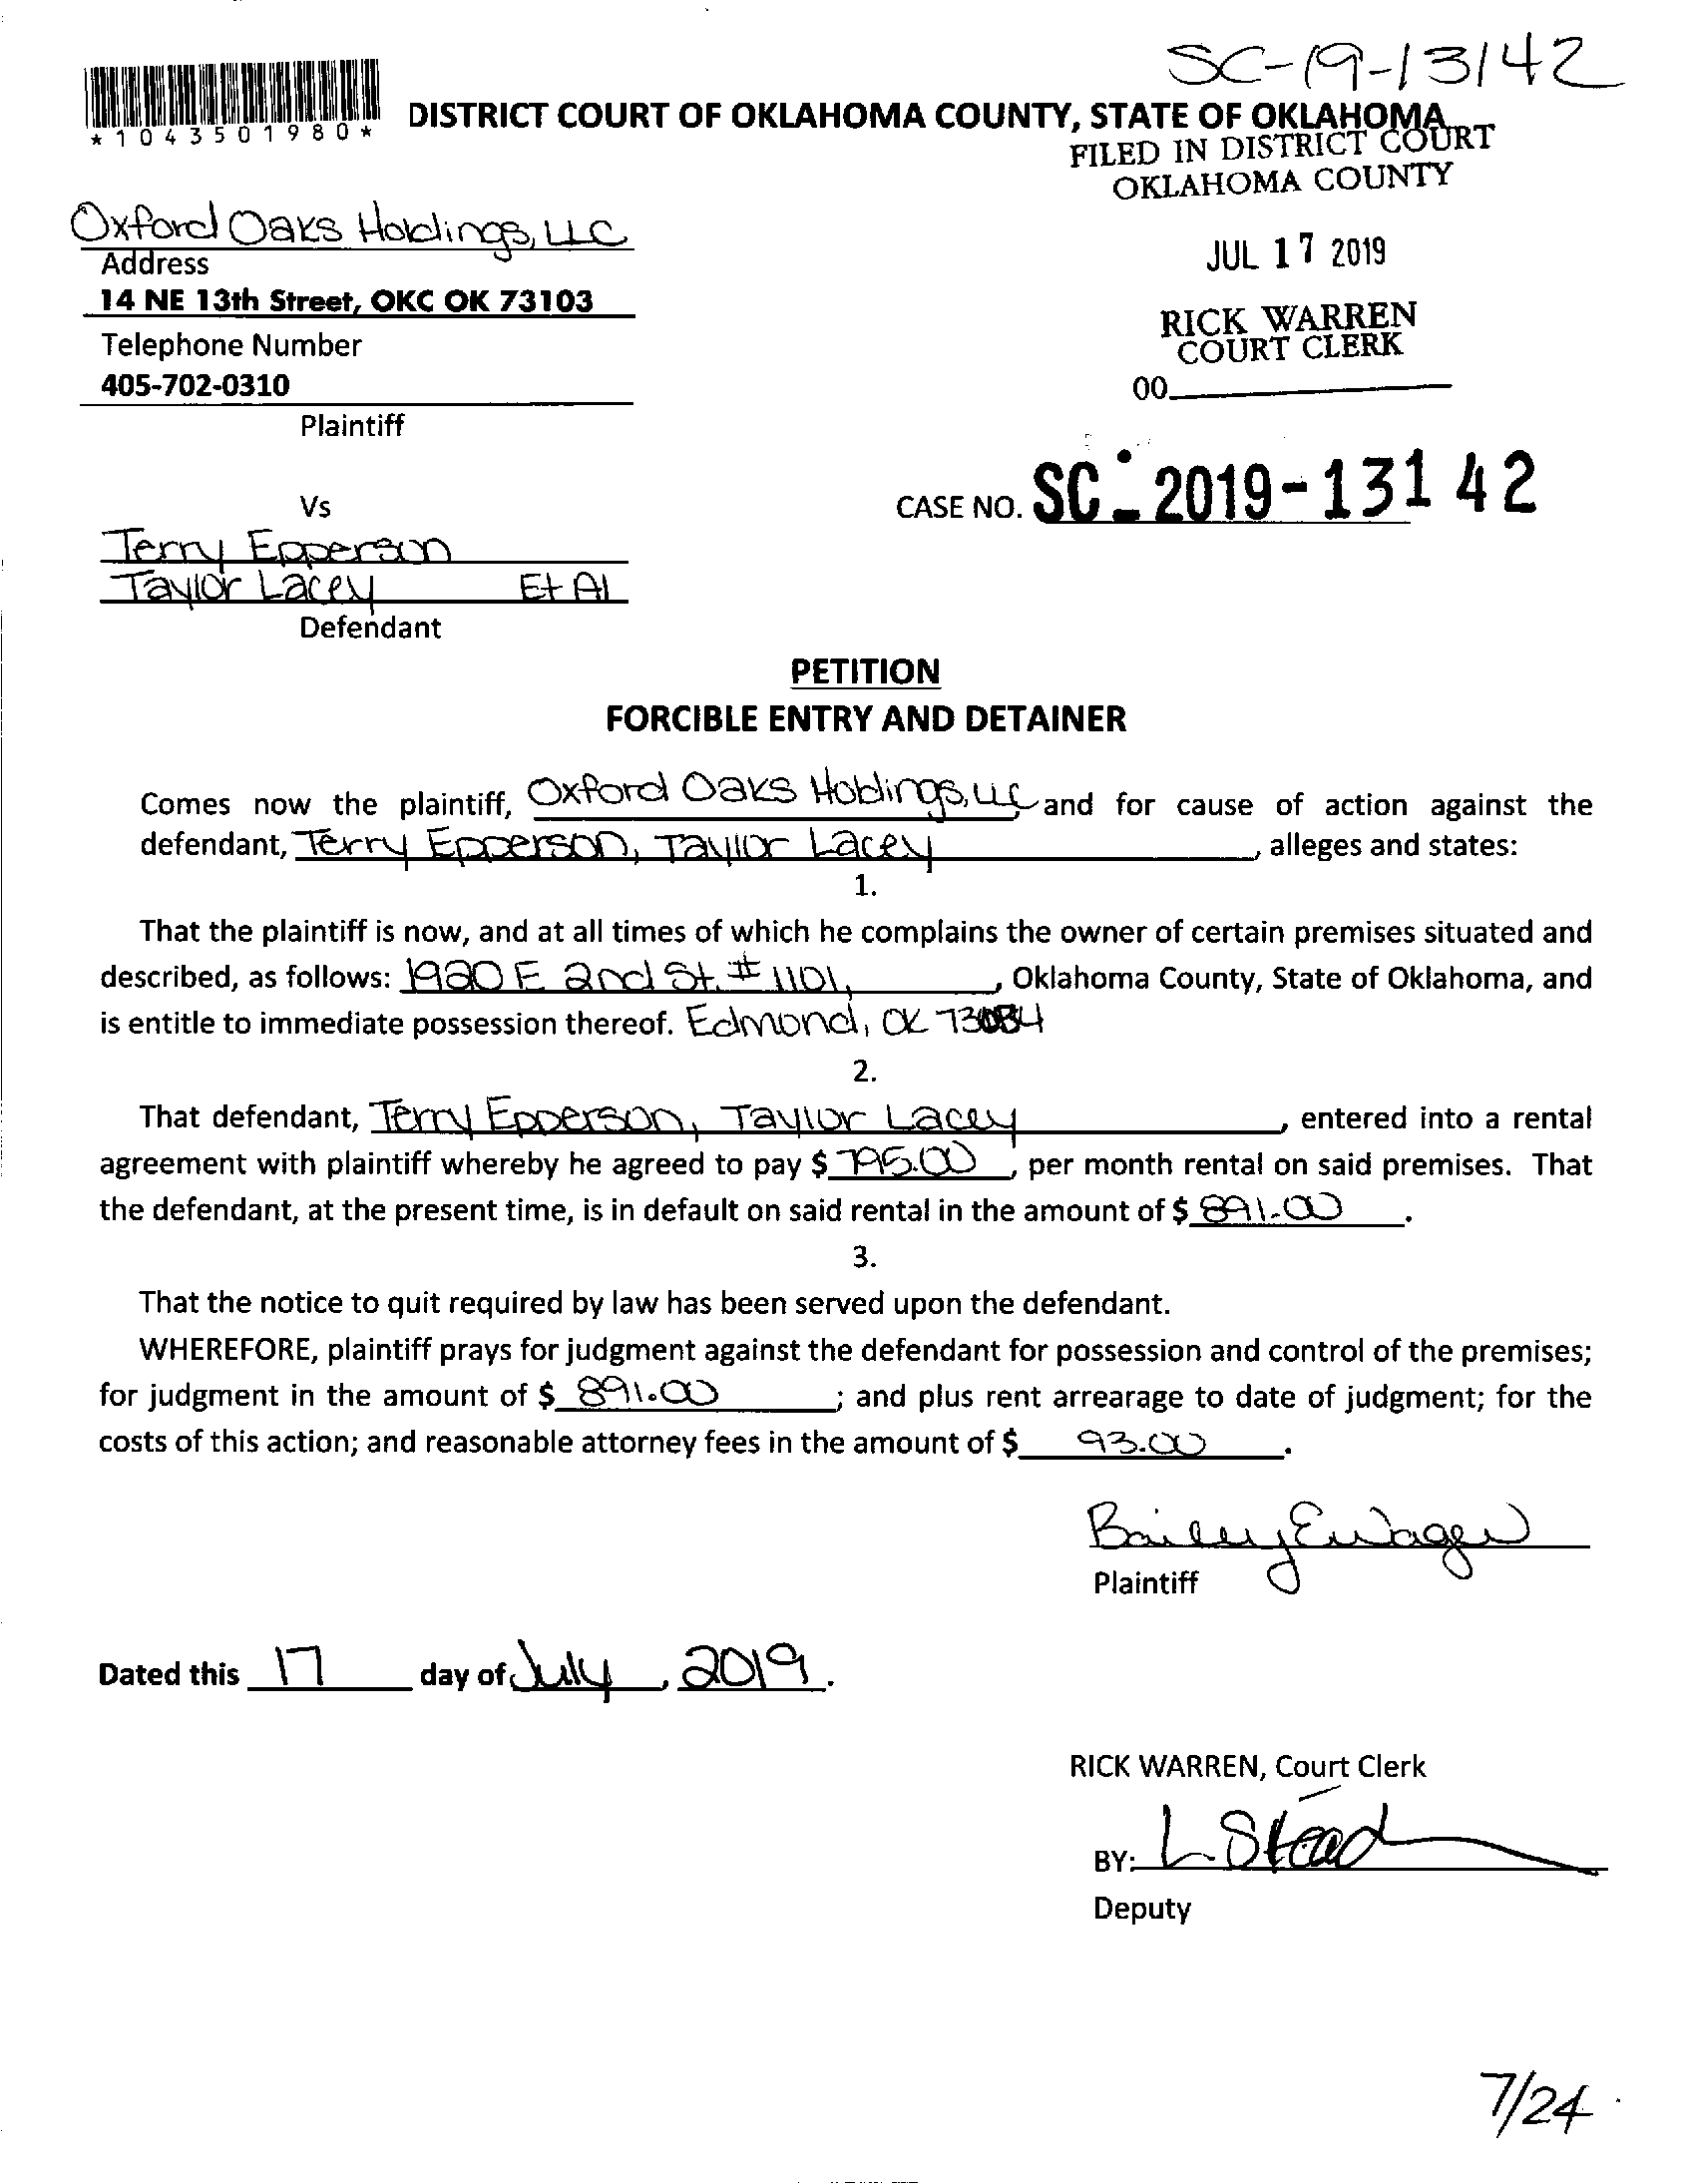 SC-19-13142
*1043501980*
DISTRICT COURT OF OKLAHOMA COUNTY, STATE OF OKLAHOMA
FILED IN DISTRICT COURT
OKLAHOMA COUNTY
Oxford Oaks Holdings, LLC
Address
14 NE 13th Street, OKC OK 73103
Telephone Number
405-702-0310
Plaintiff
JUL 17 2019
RICK WARREN
COURT CLERK
00
Vs
CASE NO. SC-2019-13142
Terry Epperson
Taylor Lacey Et Al
Defendant
PETITION
FORCIBLE ENTRY AND DETAINER
Comes now the plaintiff, Oxford Oaks Holdings, LLC, and for cause of action against the
defendant, Terry Epperson, Taylor Lacey, alleges and states:
1.
That the plaintiff is now, and at all times of which he complains the owner of certain premises situated and
described, as follows: 1920 E 2nd St. #1101, , Oklahoma County, State of Oklahoma, and
is entitle to immediate possession thereof. Edmond, OK
2.
That defendant, Terry Epperson, Taylor Lacey, entered into a rental
agreement with plaintiff whereby he agreed to pay $ 795.00, per month rental on said premises. That
the defendant, at the present time, is in default on said rental in the amount of $ 891.00.
3.
That the notice to quit required by law has been served upon the defendant.
WHEREFORE, plaintiff prays for judgment against the defendant for possession and control of the premises;
for judgment in the amount of $ 891.00; and plus rent arrearage to date of judgment; for the
costs of this action; and reasonable attorney fees in the amount of $ 93.00.
Plaintiff
Dated this 17 day of July, 2019.
RICK WARREN, Court Clerk
BY: L. Stead
Deputy
7/24